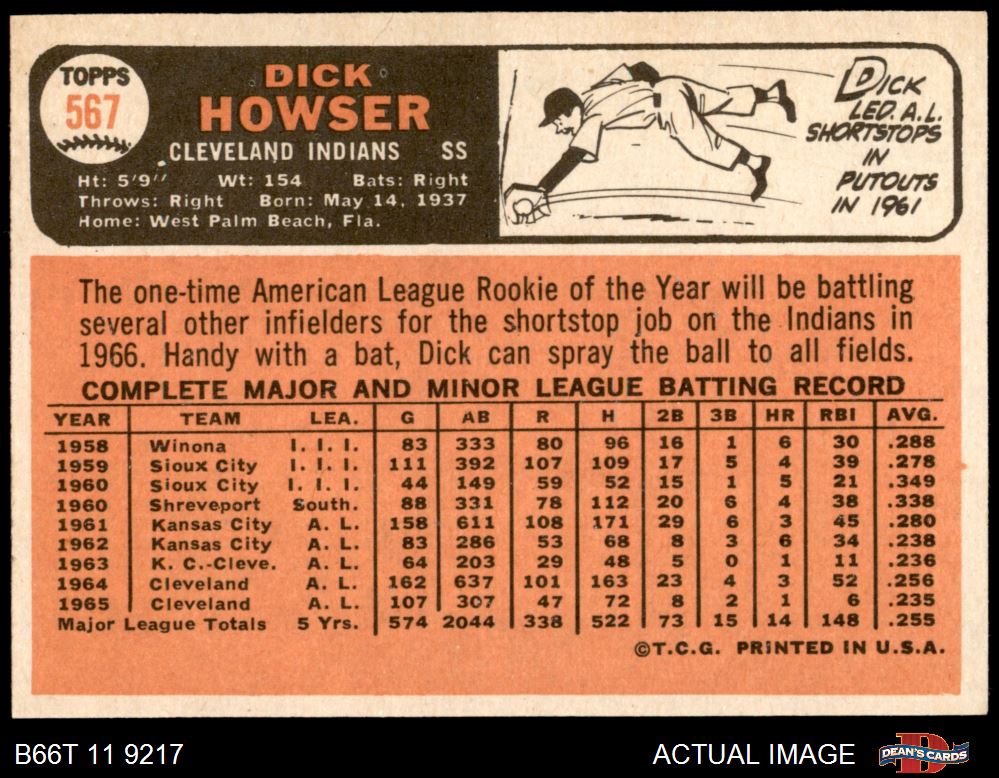 TOPPS
567
DICK
HOWSER
CLEVELAND INDIANS SS
Ht: 5'9" Wt: 154 Bats: Right
Throws: Right Born: May 14, 1937
Home: West Palm Beach, Fla.
DICK
LED A.L.
SHORTSTOPS
IN
PUTOUTS
IN 1961
The one-time American League Rookie of the Year will be battling
several other infielders for the shortstop job on the Indians in
1966. Handy with a bat, Dick can spray the ball to all fields.
COMPLETE MAJOR AND MINOR LEAGUE BATTING RECORD
YEAR TEAM LEA. G AB R H 2B 3B HR RBI AVG.
1958 Winona I. I. I. 83 333 80 96 16 1 6 30 .288
1959 Sioux City I. I. I. 111 392 107 109 17 5 4 39 .278
1960 Sioux City I. I. I. 44 149 59 52 15 1 5 21 .349
1960 Shreveport South. 88 331 78 112 20 6 4 38 .338
1961 Kansas City A. L. 158 611 108 171 29 6 3 45 .280
1962 Kansas City A. L. 83 286 53 68 8 3 6 34 .238
1963 K. C.-Cleve. A. L. 64 203 29 48 5 0 1 11 .236
1964 Cleveland A. L. 162 637 101 163 23 4 3 52 .256
1965 Cleveland A. L. 107 307 47 72 8 2 1 6 .235
Major League Totals 5 Yrs. 574 2044 338 522 73 15 14 148 .255
©T.C.G. PRINTED IN U.S.A.
B66T 11 9217 ACTUAL IMAGE DEAN'S CARDS